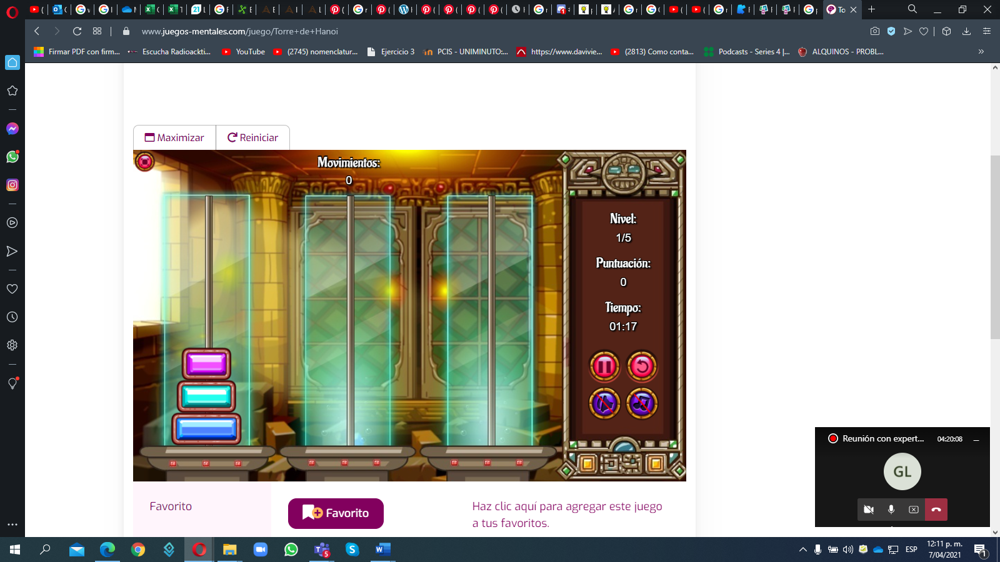 To
www.juegos-mentales.com/juego/Torre+de+Hanoi
Firmar PDF con firm...
Escucha Radioackti...
YouTube
(2745) nomenclatur...
Ejercicio 3
PCIS - UNIMINUTO:...
https://www.davivie...
(2813) Como conta...
Podcasts - Series 4 |...
ALQUINOS - PROBL...
»
Maximizar
Reiniciar
Movimientos:
0
Nivel:
1/5
Puntuación:
0
Tiempo:
01:17
Reunión con expert...
04:20:08
GL
Favorito
Favorito
Haz clic aquí para agregar este juego
a tus favoritos.
5
ESP
12:11 p. m.
7/04/2021
1